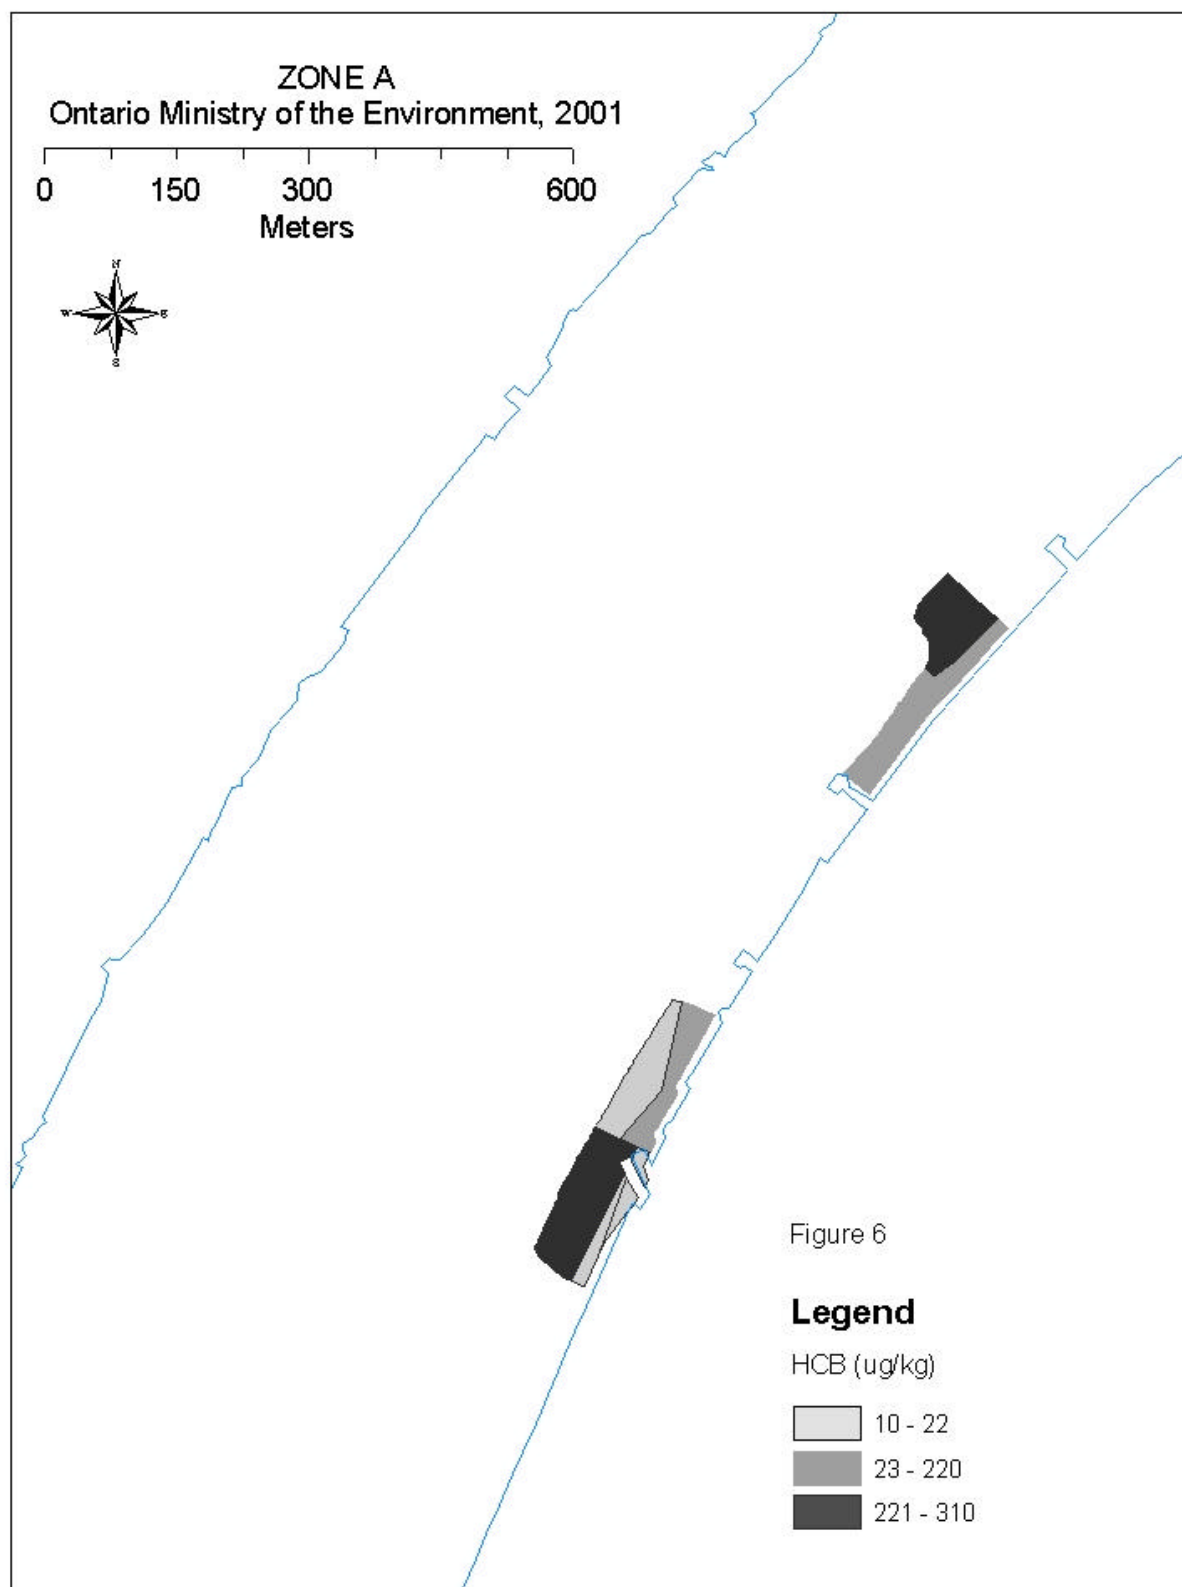 ZONE A
Ontario Ministry of the Environment, 2001
0 150 300 600
Meters
N
W E
S
Figure 6
Legend
HCB (ug/kg)
10 - 22
23 - 220
221 - 310